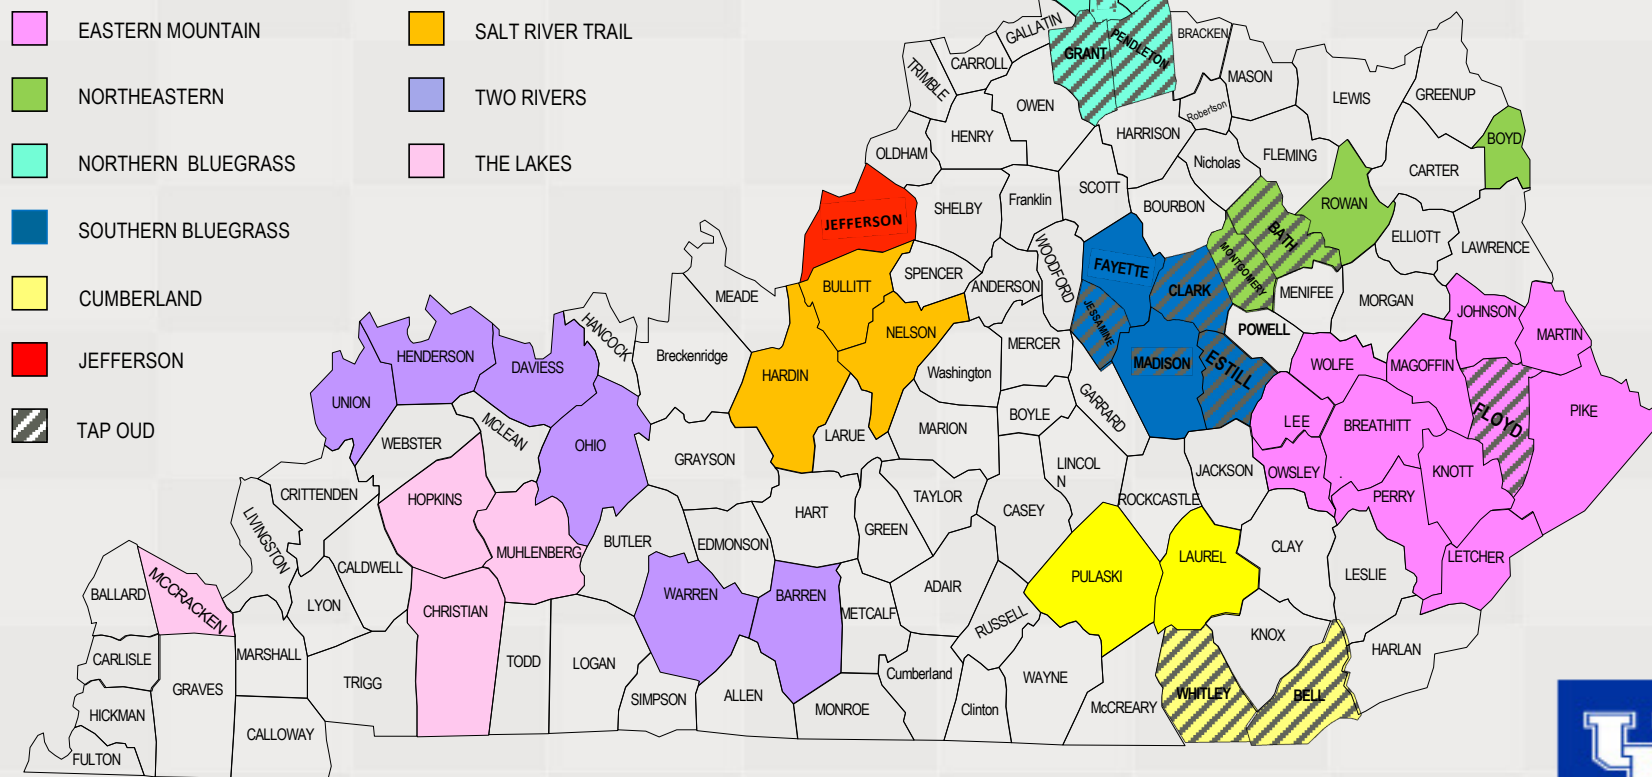 EASTERN MOUNTAIN
NORTHEASTERN
NORTHERN BLUEGRASS
SOUTHERN BLUEGRASS
CUMBERLAND
JEFFERSON
TAP OUD
SALT RIVER TRAIL
TWO RIVERS
THE LAKES
GALLATIN
GRANT
PENDLETON
BRACKEN
TRIMBLE
CARROLL
MASON
OWEN
LEWIS
GREENUP
Robertson
HENRY
HARRISON
BOYD
OLDHAM
Nicholas
FLEMING
CARTER
SHELBY
Franklin
SCOTT
BOURBON
ROWAN
JEFFERSON
BATH
ELLIOTT
LAWRENCE
WOODFORD
MONTGOMERY
SPENCER
FAYETTE
BULLITT
ANDERSON
CLARK
MENIFEE
MORGAN
MEADE
JESSAMINE
JOHNSON
NELSON
POWELL
MARTIN
HANCOCK
Breckenridge
MERCER
HENDERSON
DAVIESS
HARDIN
Washington
MADISON
ESTILL
WOLFE
MAGOFFIN
UNION
GARRARD
FLOYD
PIKE
MCLEAN
BOYLE
LEE
BREATHITT
WEBSTER
OHIO
LARUE
MARION
GRAYSON
LINCOL
N
JACKSON
OWSLEY
KNOTT
CRITTENDEN
HOPKINS
TAYLOR
ROCKCASTLE
PERRY
LIVINGSTON
HART
CASEY
GREEN
BUTLER
EDMONSON
MUHLENBERG
CLAY
LAUREL
LETCHER
CALDWELL
PULASKI
LESLIE
BALLARD
MCCRACKEN
WARREN
BARREN
ADAIR
LYON
CHRISTIAN
METCALF
RUSSELL
KNOX
CARLISLE
MARSHALL
TODD
LOGAN
HARLAN
TRIGG
Cumberland
WAYNE
GRAVES
SIMPSON
ALLEN
WHITLEY
BELL
HICKMAN
MONROE
Clinton
McCREARY
CALLOWAY
FULTON